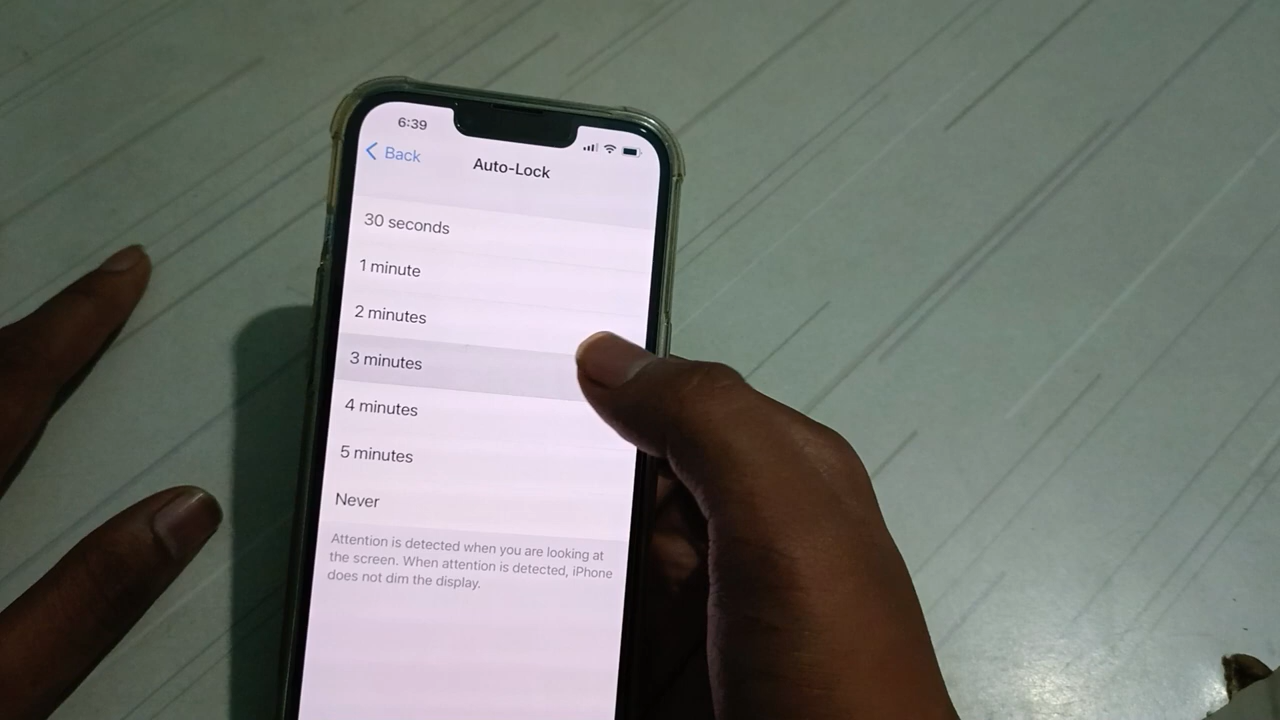 6:39
Back
Auto-Lock
30 seconds
1 minute
2 minutes
3 minutes
4 minutes
5 minutes
Never
Attention is detected when you are looking at
the screen. When attention is detected, iPhone
does not dim the display.